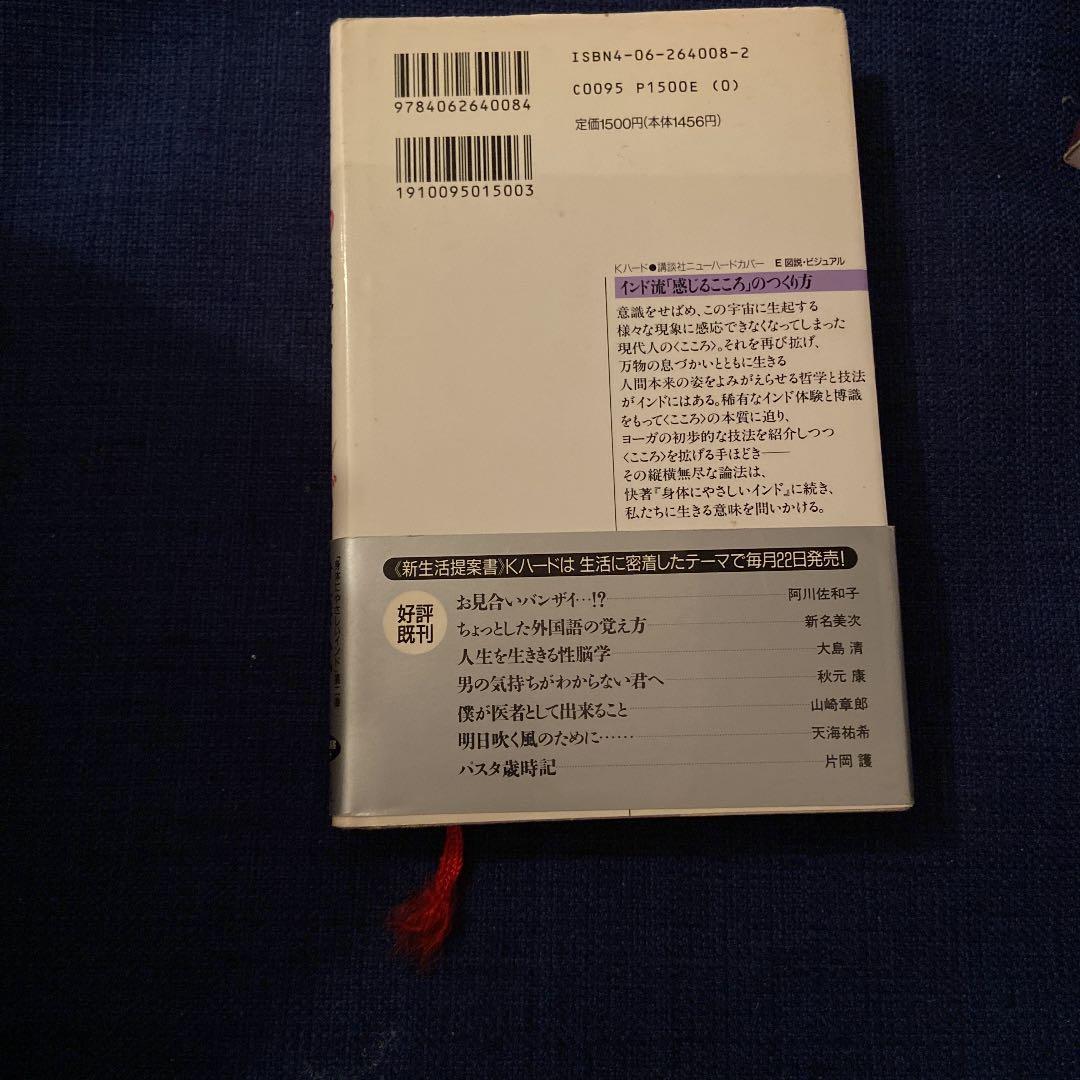 ISBN4-06-264008-2
C0095 P1500E (0)
定価1500円(本体1456円)
9784062640084
1910095015003
Kハード●講談社ニューハードカバー E 図説・ビジュアル
インド流「感じるこころ」のつくり方
意識をせばめ、この宇宙に生起する
様々な現象に感応できなくなってしまった
現代人の〈こころ〉。それを再び拡げ、
万物の息づかいとともに生きる
人間本来の姿をよみがえらせる哲学と技法
がインドにはある。稀有なインド体験と博識
をもって〈こころ〉の本質に迫り、
ヨーガの初歩的な技法を紹介しつつ
〈こころ〉を拡げる手ほどき——
その縦横無尽な論法は、
快著『身体にやさしいインド』に続き、
私たちに生きる意味を問いかける。
《新生活提案書》Kハードは 生活に密着したテーマで毎月22日発売!
好評
既刊
お見合いバンザイ…!? 阿川佐和子
ちょっとした外国語の覚え方 新名美次
人生を生ききる性脳学 大島 清
男の気持ちがわからない君へ 秋元 康
僕が医者として出来ること 山崎章郎
明日吹く風のために…… 天海祐希
パスタ歳時記 片岡 護
『身体にやさしいインド』第二弾